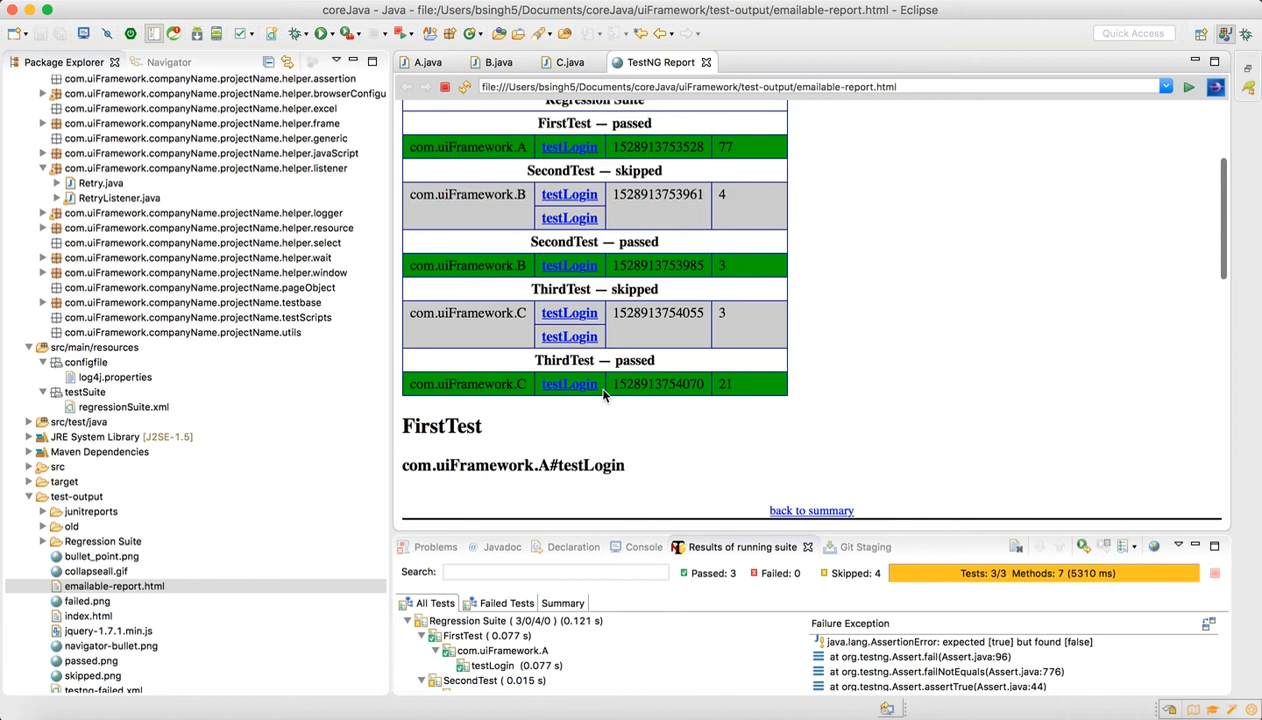 coreJava - Java - file:/Users/bsingh5/Documents/coreJava/uiFramework/test-output/emailable-report.html - Eclipse
Quick Access
Package Explorer
Navigator
com.uiFramework.companyName.projectName.helper.assertion
com.uiFramework.companyName.projectName.helper.browserConfigu
com.uiFramework.companyName.projectName.helper.excel
com.uiFramework.companyName.projectName.helper.frame
com.uiFramework.companyName.projectName.helper.generic
com.uiFramework.companyName.projectName.helper.javaScript
com.uiFramework.companyName.projectName.helper.listener
Retry.java
RetryListener.java
com.uiFramework.companyName.projectName.helper.logger
com.uiFramework.companyName.projectName.helper.resource
com.uiFramework.companyName.projectName.helper.select
com.uiFramework.companyName.projectName.helper.wait
com.uiFramework.companyName.projectName.helper.window
com.uiFramework.companyName.projectName.pageObject
com.uiFramework.companyName.projectName.testbase
com.uiFramework.companyName.projectName.testScripts
com.uiFramework.companyName.projectName.utils
src/main/resources
configfile
log4j.properties
testSuite
regressionSuite.xml
src/test/java
JRE System Library [J2SE-1.5]
Maven Dependencies
src
target
test-output
junitreports
old
Regression Suite
bullet_point.png
collapseall.gif
emailable-report.html
failed.png
index.html
jquery-1.7.1.min.js
navigator-bullet.png
passed.png
skipped.png
testng-failed.xml
A.java
B.java
C.java
TestNG Report
file:///Users/bsingh5/Documents/coreJava/uiFramework/test-output/emailable-report.html
Regression Suite
FirstTest — passed
com.uiFramework.A testLogin 1528913753528 77
SecondTest — skipped
com.uiFramework.B testLogin 1528913753961 4
testLogin
SecondTest — passed
com.uiFramework.B testLogin 1528913753985 3
ThirdTest — skipped
com.uiFramework.C testLogin 1528913754055 3
testLogin
ThirdTest — passed
com.uiFramework.C testLogin 1528913754070 21
FirstTest
com.uiFramework.A#testLogin
back to summary
Problems
Javadoc
Declaration
Console
Results of running suite
Git Staging
Search:
Passed: 3
Failed: 0
Skipped: 4
Tests: 3/3 Methods: 7 (5310 ms)
All Tests
Failed Tests
Summary
Regression Suite ( 3/0/4/0 ) (0.121 s)
FirstTest ( 0.077 s)
com.uiFramework.A
testLogin (0.077 s)
SecondTest ( 0.015 s)
Failure Exception
java.lang.AssertionError: expected [true] but found [false]
at org.testng.Assert.fail(Assert.java:96)
at org.testng.Assert.failNotEquals(Assert.java:776)
at org.testng.Assert.assertTrue(Assert.java:44)